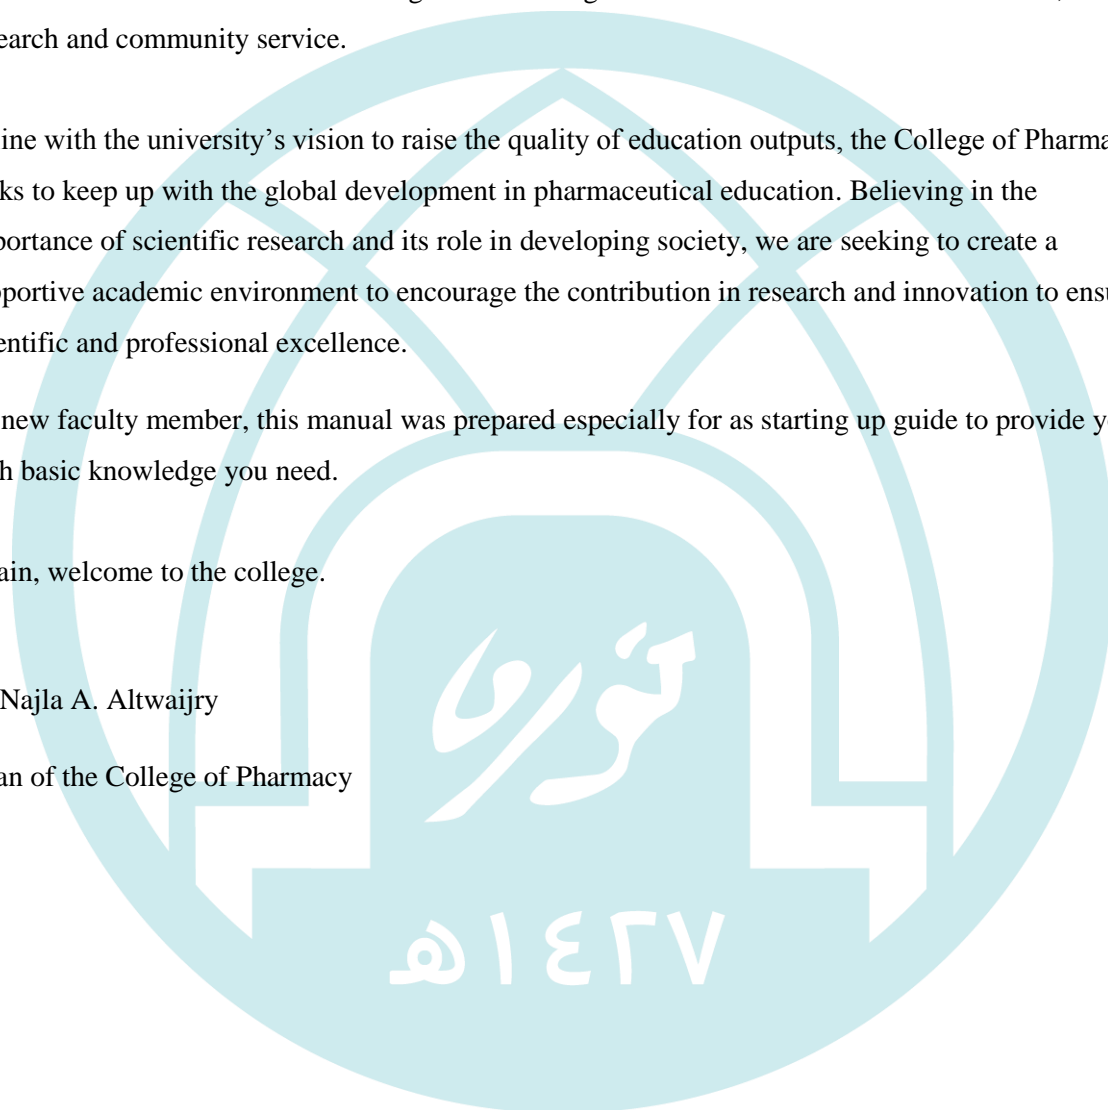 earch and community service.
ine with the university’s vision to raise the quality of education outputs, the College of Pharma
ks to keep up with the global development in pharmaceutical education. Believing in the
portance of scientific research and its role in developing society, we are seeking to create a
portive academic environment to encourage the contribution in research and innovation to ensu
entific and professional excellence.
new faculty member, this manual was prepared especially for as starting up guide to provide y
h basic knowledge you need.
ain, welcome to the college.
Najla A. Altwaijry
an of the College of Pharmacy
نورة
١٤٢٧هـ